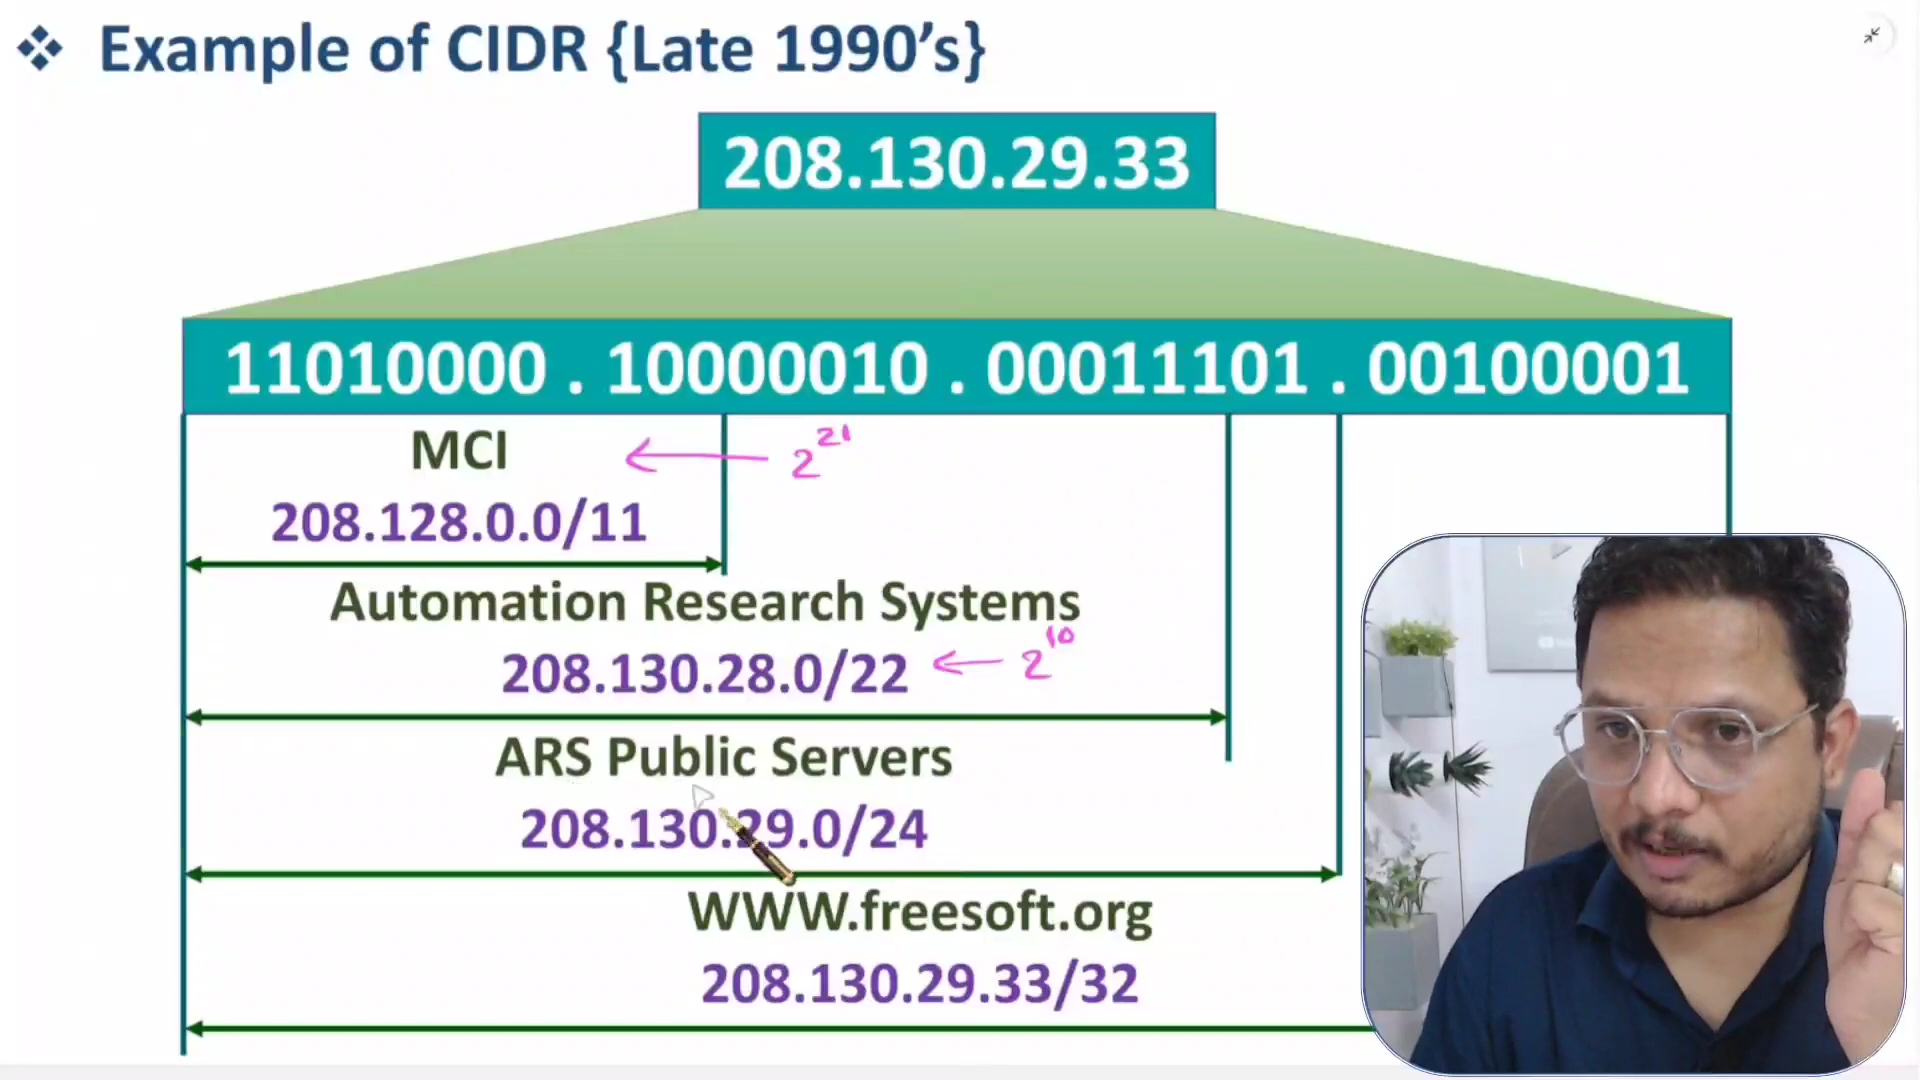 Example of CIDR {Late 1990’s}
208.130.29.33
11010000 . 10000010 . 00011101 . 00100001
MCI
2^21
208.128.0.0/11
Automation Research Systems
208.130.28.0/22
2^10
ARS Public Servers
208.130.29.0/24
WWW.freesoft.org
208.130.29.33/32